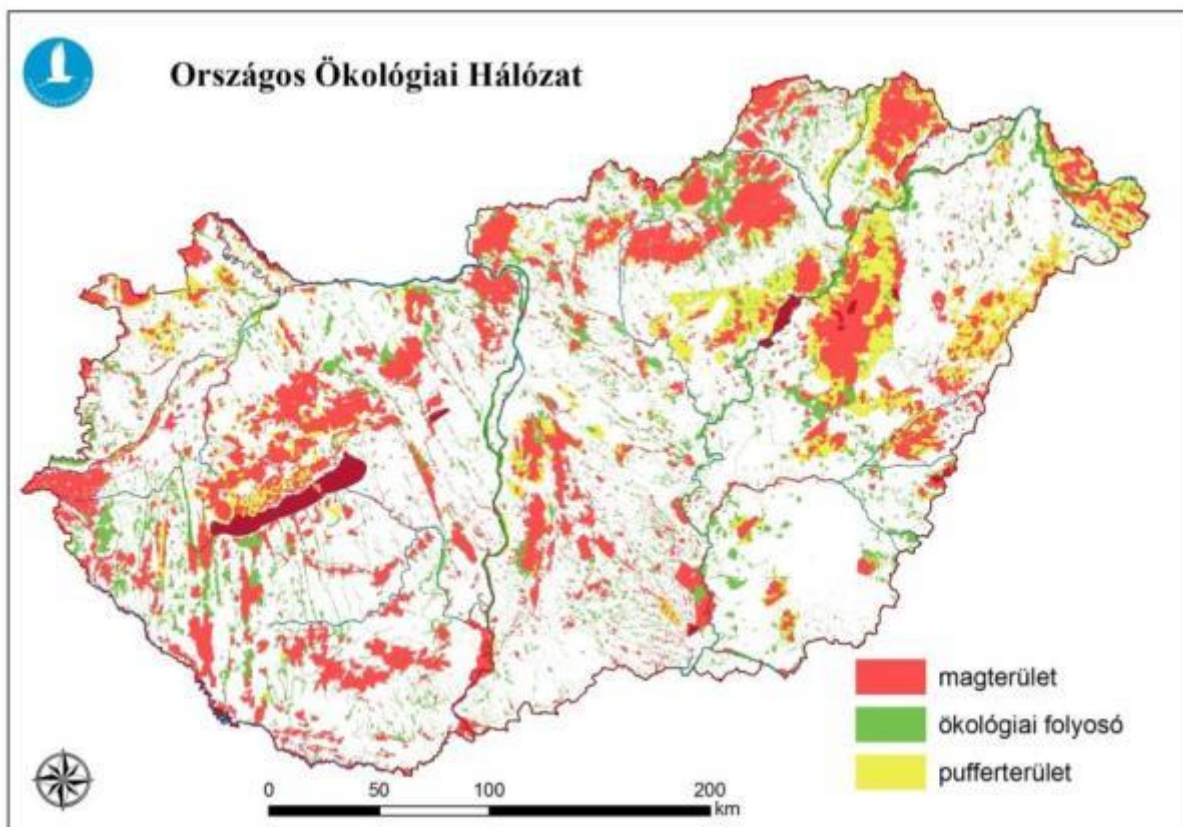 Országos Ökológiai Hálózat
magterület
ökológiai folyosó
pufferterület
0 50 100 200
km